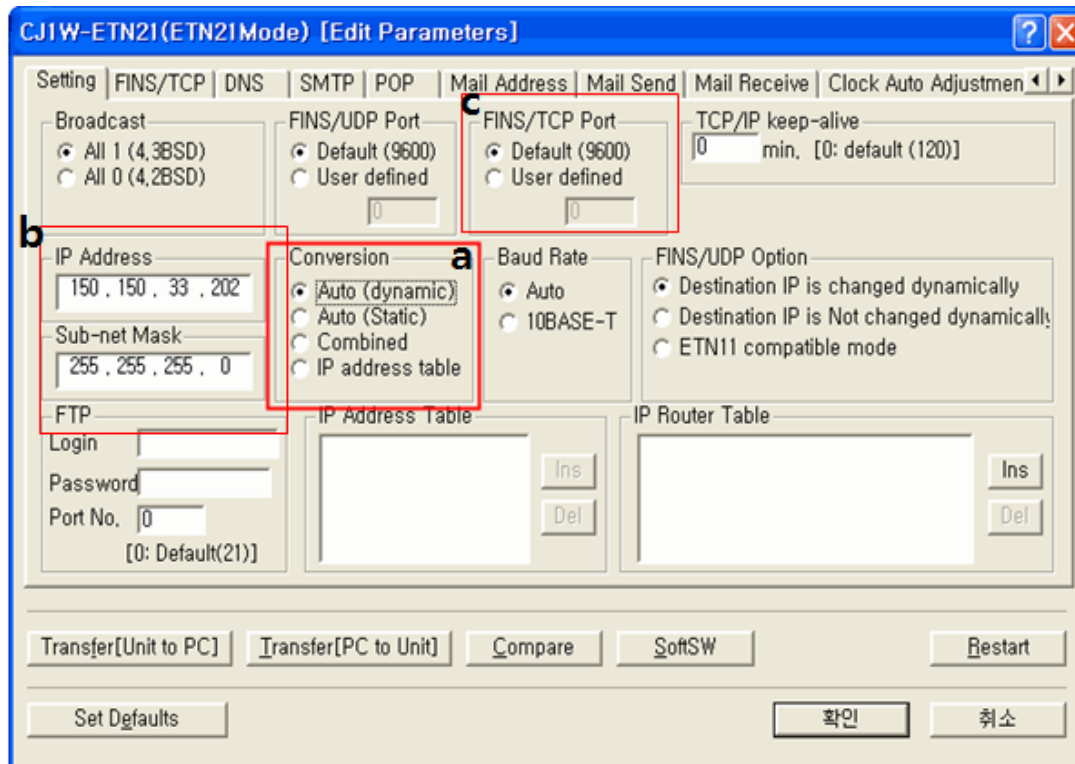 CJ1W-ETN21(ETN21Mode) [Edit Parameters]
Setting FINS/TCP DNS SMTP POP Mail Address Mail Send Mail Receive Clock Auto Adjustmen
c
Broadcast
All 1 (4,3BSD)
All 0 (4,2BSD)
FINS/UDP Port
Default (9600)
User defined
0
FINS/TCP Port
Default (9600)
User defined
0
TCP/IP keep-alive
0 min, [0: default (120)]
b
IP Address
150 . 150 . 33 . 202
Sub-net Mask
255 . 255 . 255 . 0
a
Conversion
Auto (dynamic)
Auto (Static)
Combined
IP address table
Baud Rate
Auto
10BASE-T
FINS/UDP Option
Destination IP is changed dynamically
Destination IP is Not changed dynamically
ETN11 compatible mode
FTP
Login
Password
Port No, 0
[0: Default(21)]
IP Address Table
Ins
Del
IP Router Table
Ins
Del
Transfer[Unit to PC] Transfer[PC to Unit] Compare SoftSW Restart
Set Defaults 확인 취소